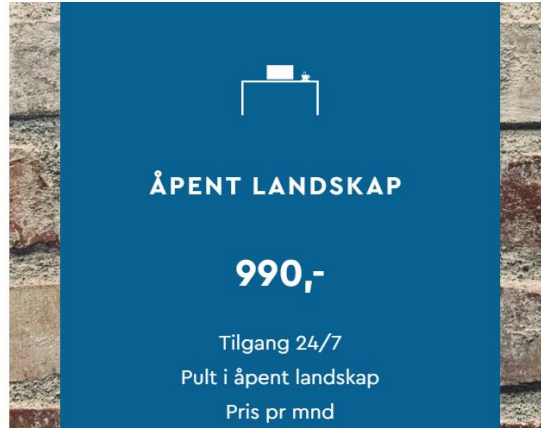 ÅPENT LANDSKAP
990,-
Tilgang 24/7
Pult i åpent landskap
Pris pr mnd